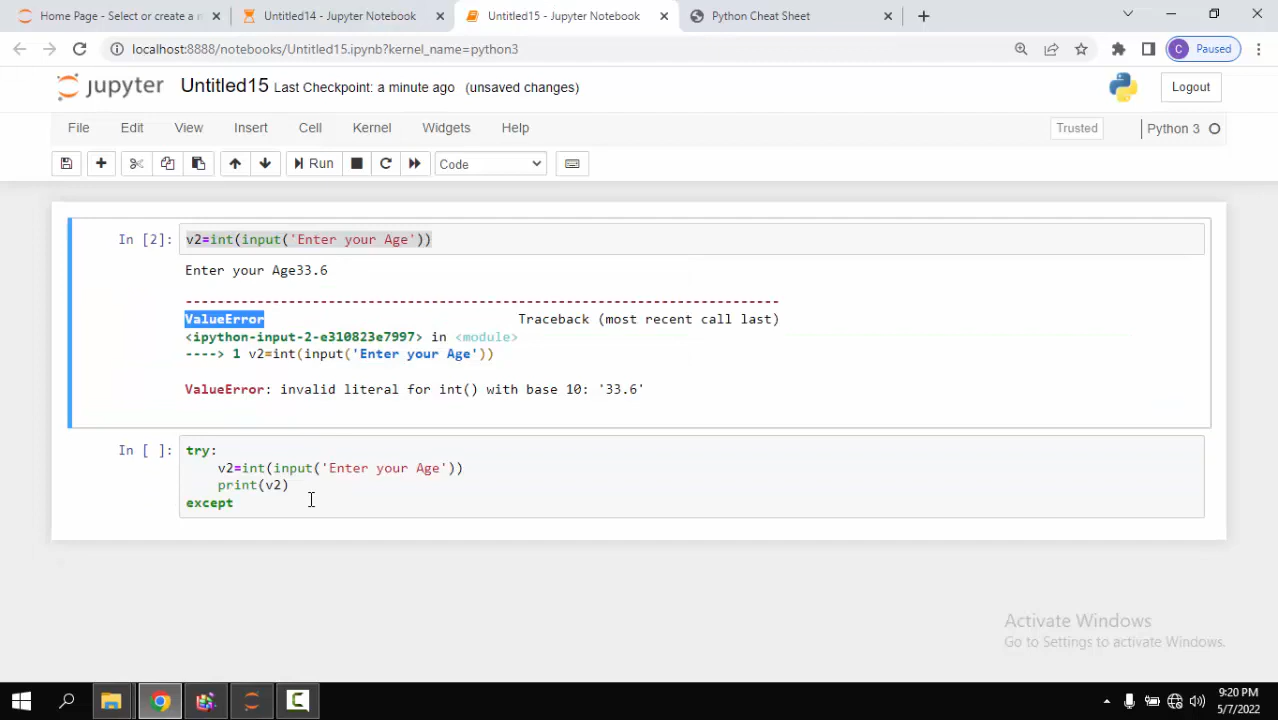 Home Page - Select or create a n
Untitled14 - Jupyter Notebook
Untitled15 - Jupyter Notebook
Python Cheat Sheet
localhost:8888/notebooks/Untitled15.ipynb?kernel_name=python3
C Paused
jupyter Untitled15 Last Checkpoint: a minute ago (unsaved changes)
Logout
File Edit View Insert Cell Kernel Widgets Help
Trusted
Python 3
Run
Code
In [2]: v2=int(input('Enter your Age'))
Enter your Age33.6
---------------------------------------------------------------------------
ValueError Traceback (most recent call last)
<ipython-input-2-e310823e7997> in <module>
----> 1 v2=int(input('Enter your Age'))
ValueError: invalid literal for int() with base 10: '33.6'
In [ ]: try:
v2=int(input('Enter your Age'))
print(v2)
except
Activate Windows
Go to Settings to activate Windows.
9:20 PM
5/7/2022